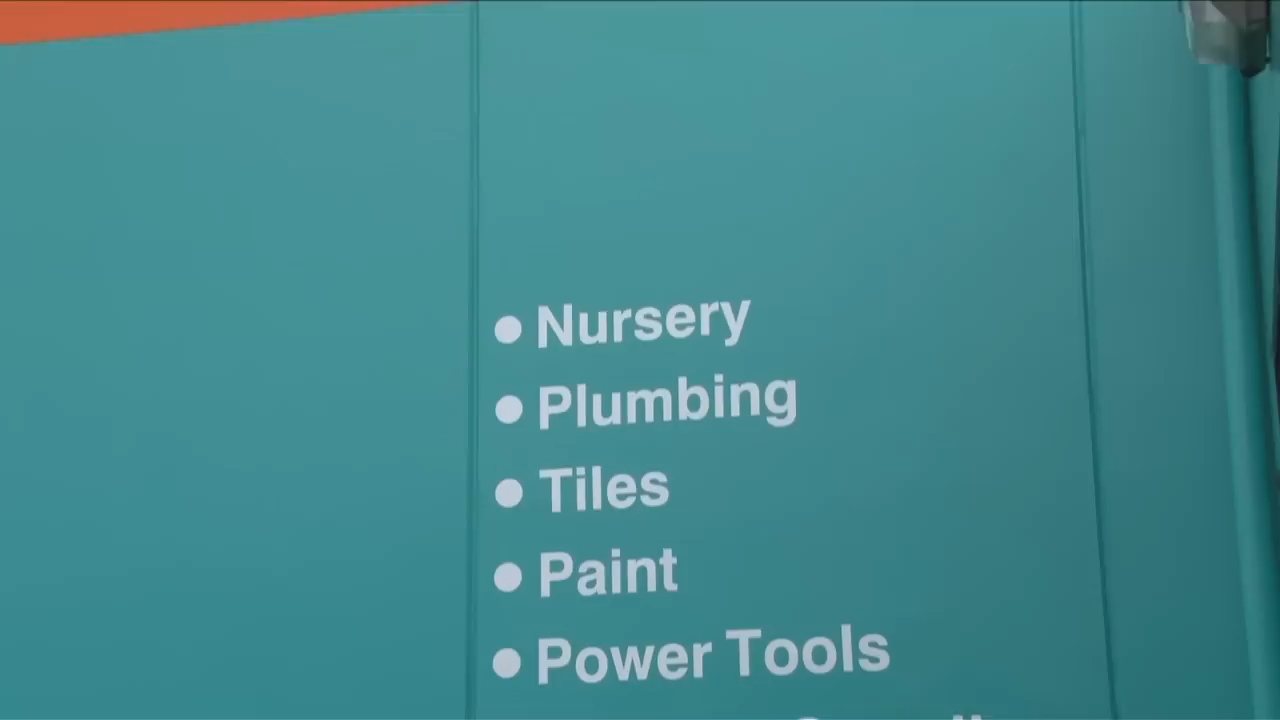 • Nursery
• Plumbing
• Tiles
• Paint
• Power Tools